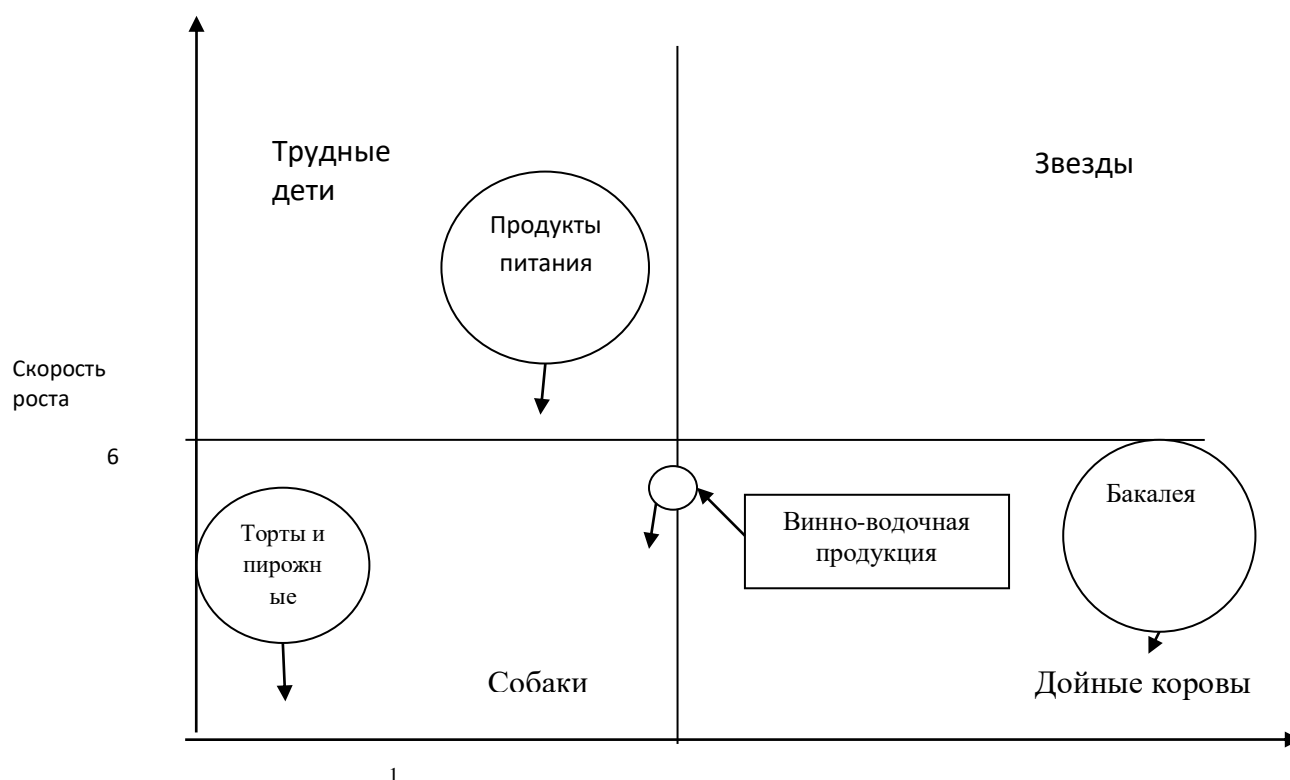 Трудные
дети
Звезды
Продукты
питания
Скорость
роста
6
Бакалея
Винно-водочная
продукция
Торты и
пирожн
ые
Собаки
Дойные коровы
1